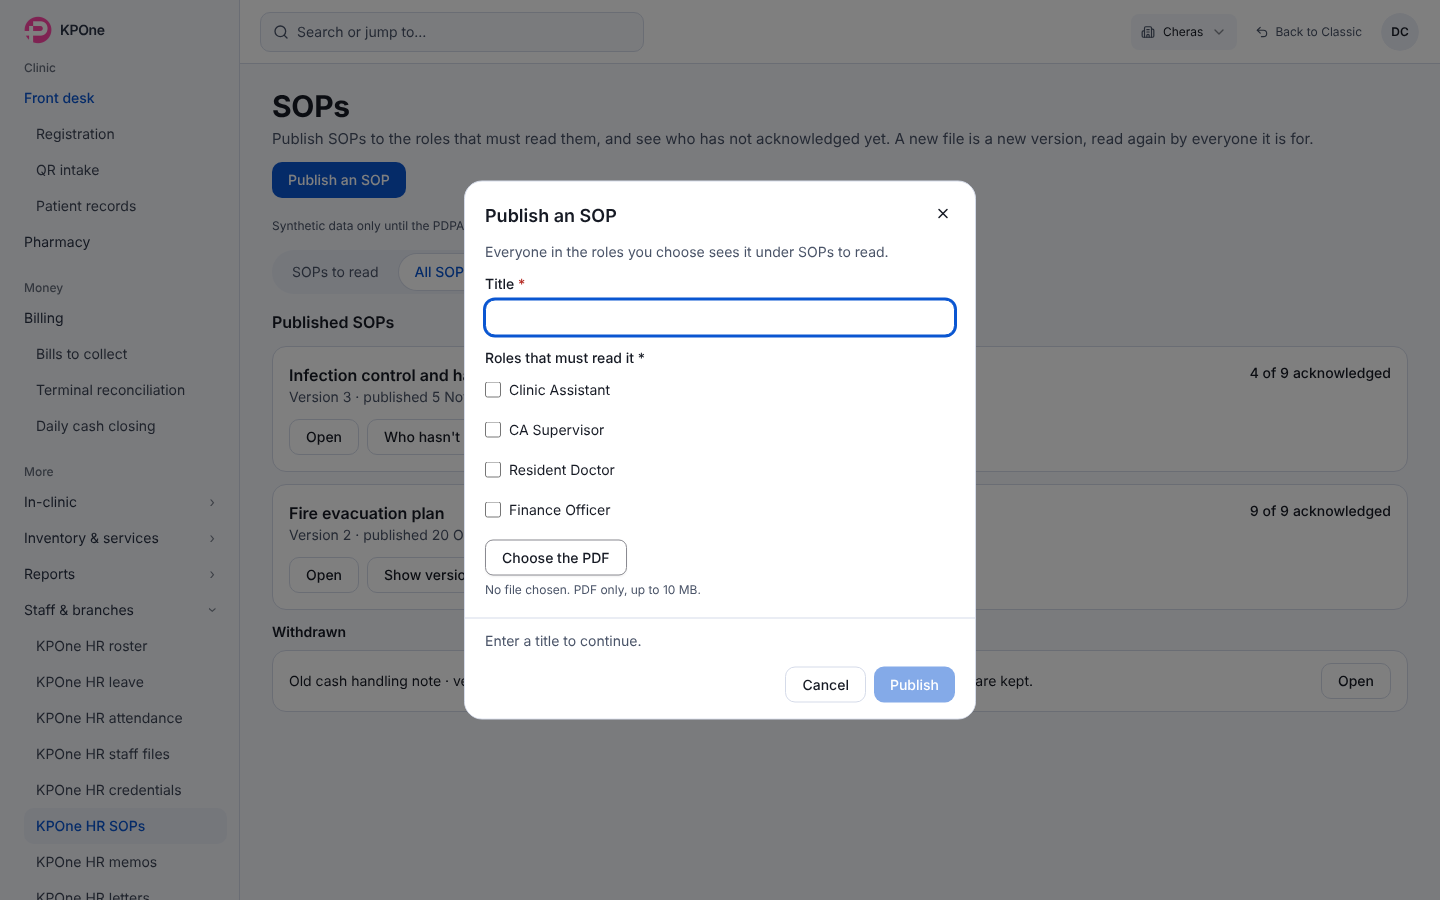 KPOne
Search or jump to...
Cheras
Back to Classic
DC
Clinic
Front desk
Registration
QR intake
Patient records
Pharmacy
Money
Billing
Bills to collect
Terminal reconciliation
Daily cash closing
More
In-clinic
Inventory & services
Reports
Staff & branches
KPOne HR roster
KPOne HR leave
KPOne HR attendance
KPOne HR staff files
KPOne HR credentials
KPOne HR SOPs
KPOne HR memos
KPOne HR letters
SOPs
Publish SOPs to the roles that must read them, and see who has not acknowledged yet. A new file is a new version, read again by everyone it is for.
Publish an SOP
Synthetic data only until the PDPA
SOPs to read
All SOP
Published SOPs
Infection control and
4 of 9 acknowledged
Version 3 · published 5
Open
Who hasn't
Fire evacuation plan
9 of 9 acknowledged
Version 2 · published 20
Open
Show
Withdrawn
Old cash handling note ·
are kept.
Open
Publish an SOP
Everyone in the roles you choose sees it under SOPs to read.
Title *
Roles that must read it *
Clinic Assistant
CA Supervisor
Resident Doctor
Finance Officer
Choose the PDF
No file chosen. PDF only, up to 10 MB.
Enter a title to continue.
Cancel
Publish